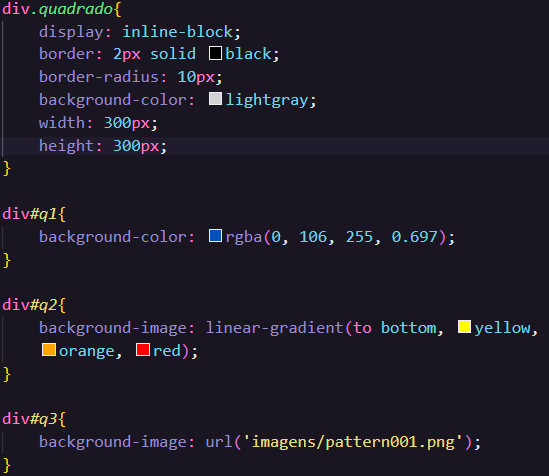 div.quadrado{
    display: inline-block;
    border: 2px solid black;
    border-radius: 10px;
    background-color: lightgray;
    width: 300px;
    height: 300px;
}

div#q1{
    background-color: rgba(0, 106, 255, 0.697);
}

div#q2{
    background-image: linear-gradient(to bottom, yellow,
    orange, red);
}

div#q3{
    background-image: url('imagens/pattern001.png');
}